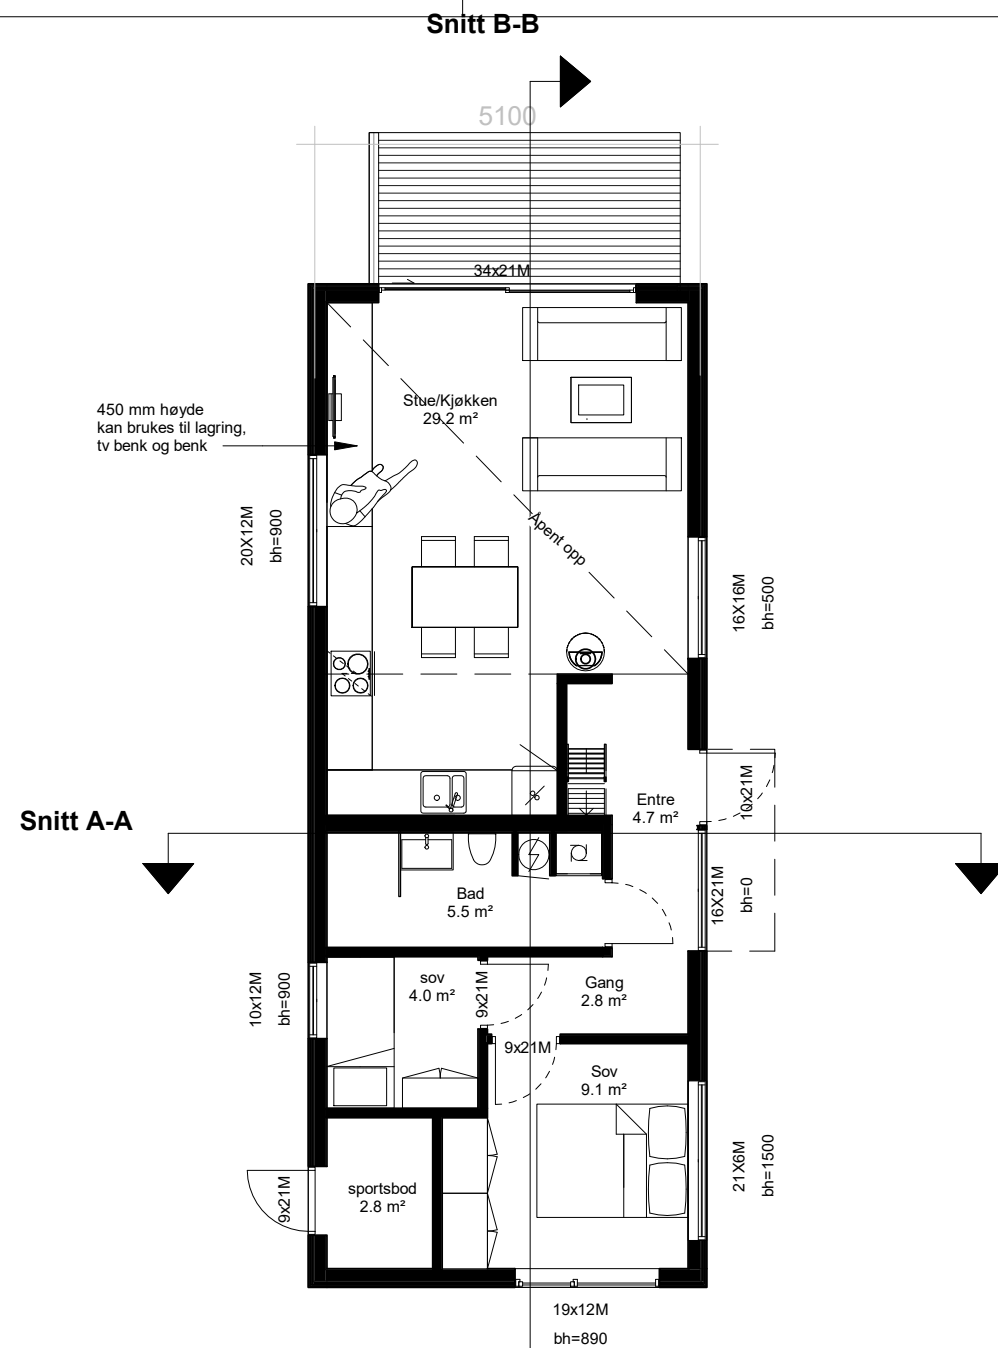 Snitt B-B
5100
34x21M
Stue/Kjøkken
29.2 m²
450 mm høyde
kan brukes til lagring,
tv benk og benk
20X12M
bh=900
Åpent opp
16X16M
bh=500
Snitt A-A
Entre
4.7 m²
10x21M
16X21M
bh=0
Bad
5.5 m²
10x12M
bh=900
sov
4.0 m²
9x21M
Gang
2.8 m²
9x21M
Sov
9.1 m²
21X6M
bh=1500
sportsbod
2.8 m²
9x21M
19x12M
bh=890